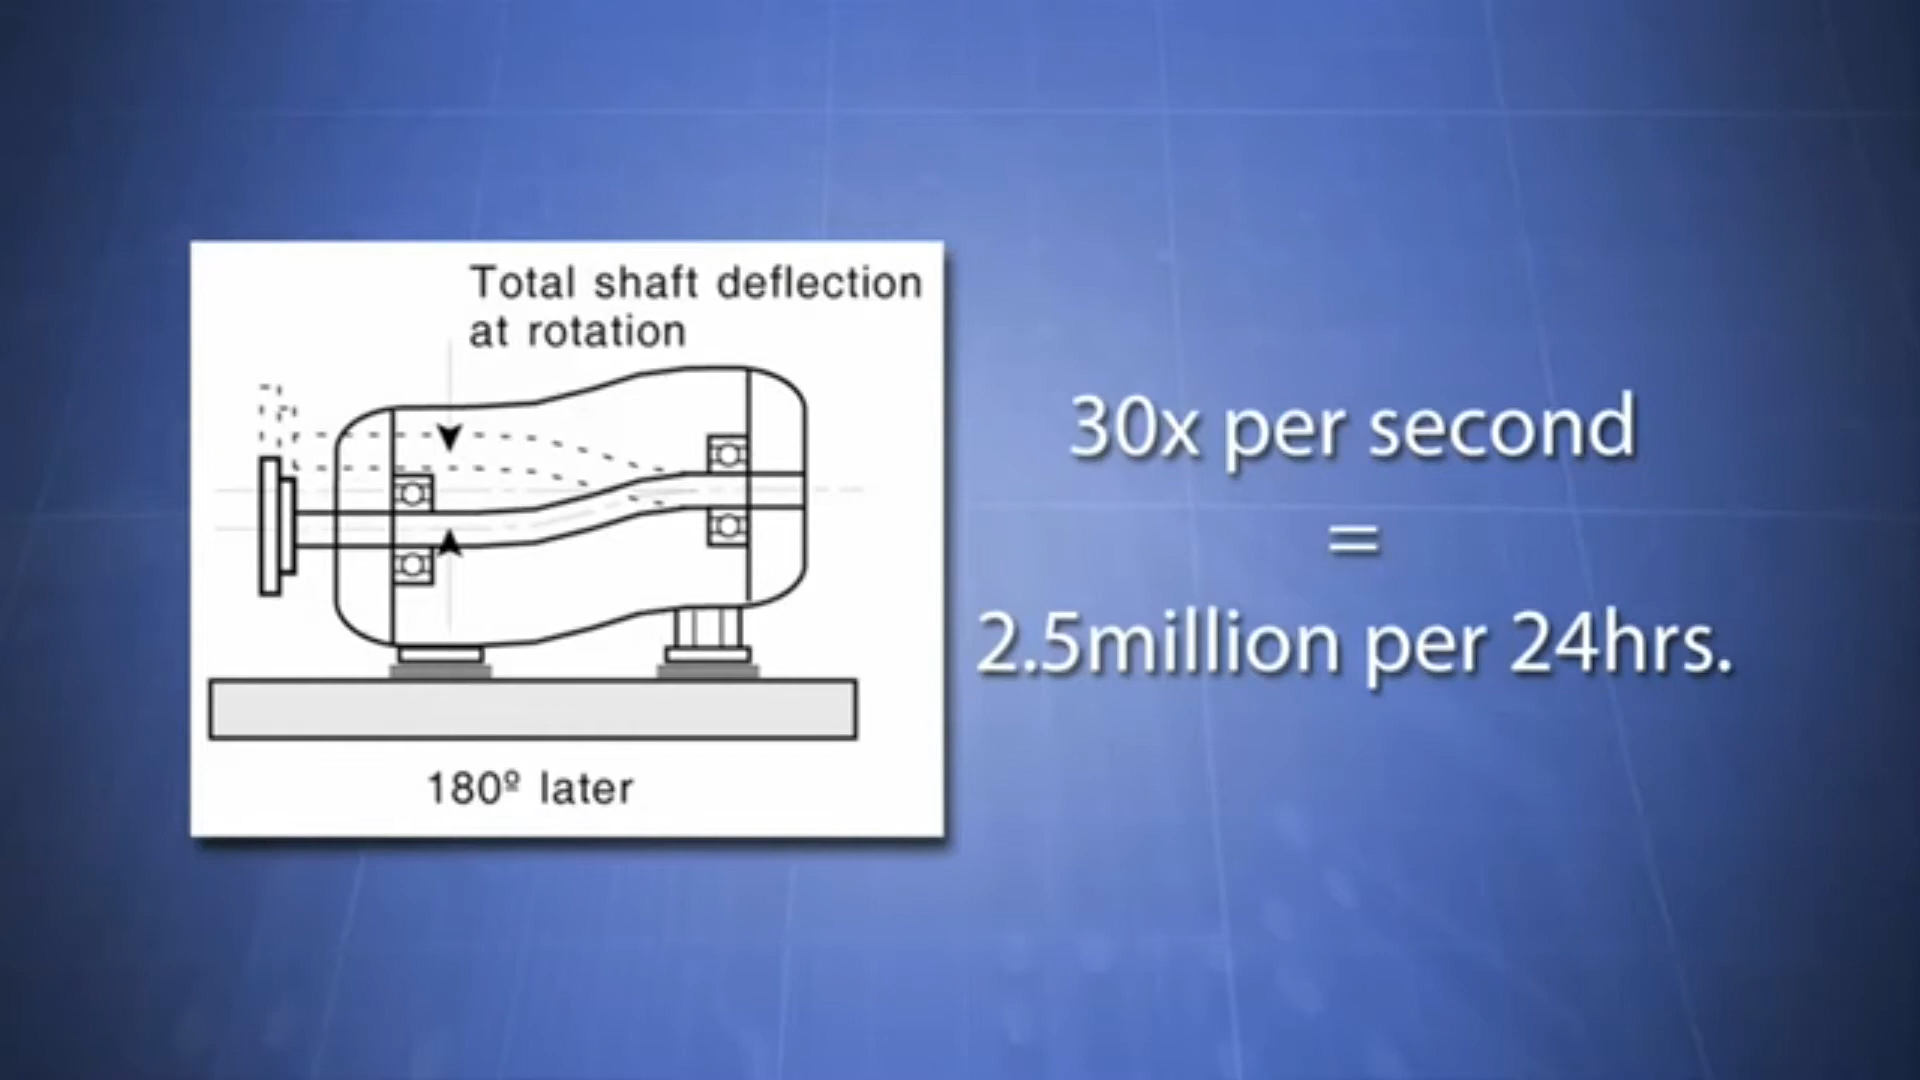 Total shaft deflection
at rotation
180º later
30x per second
=
2.5million per 24hrs.